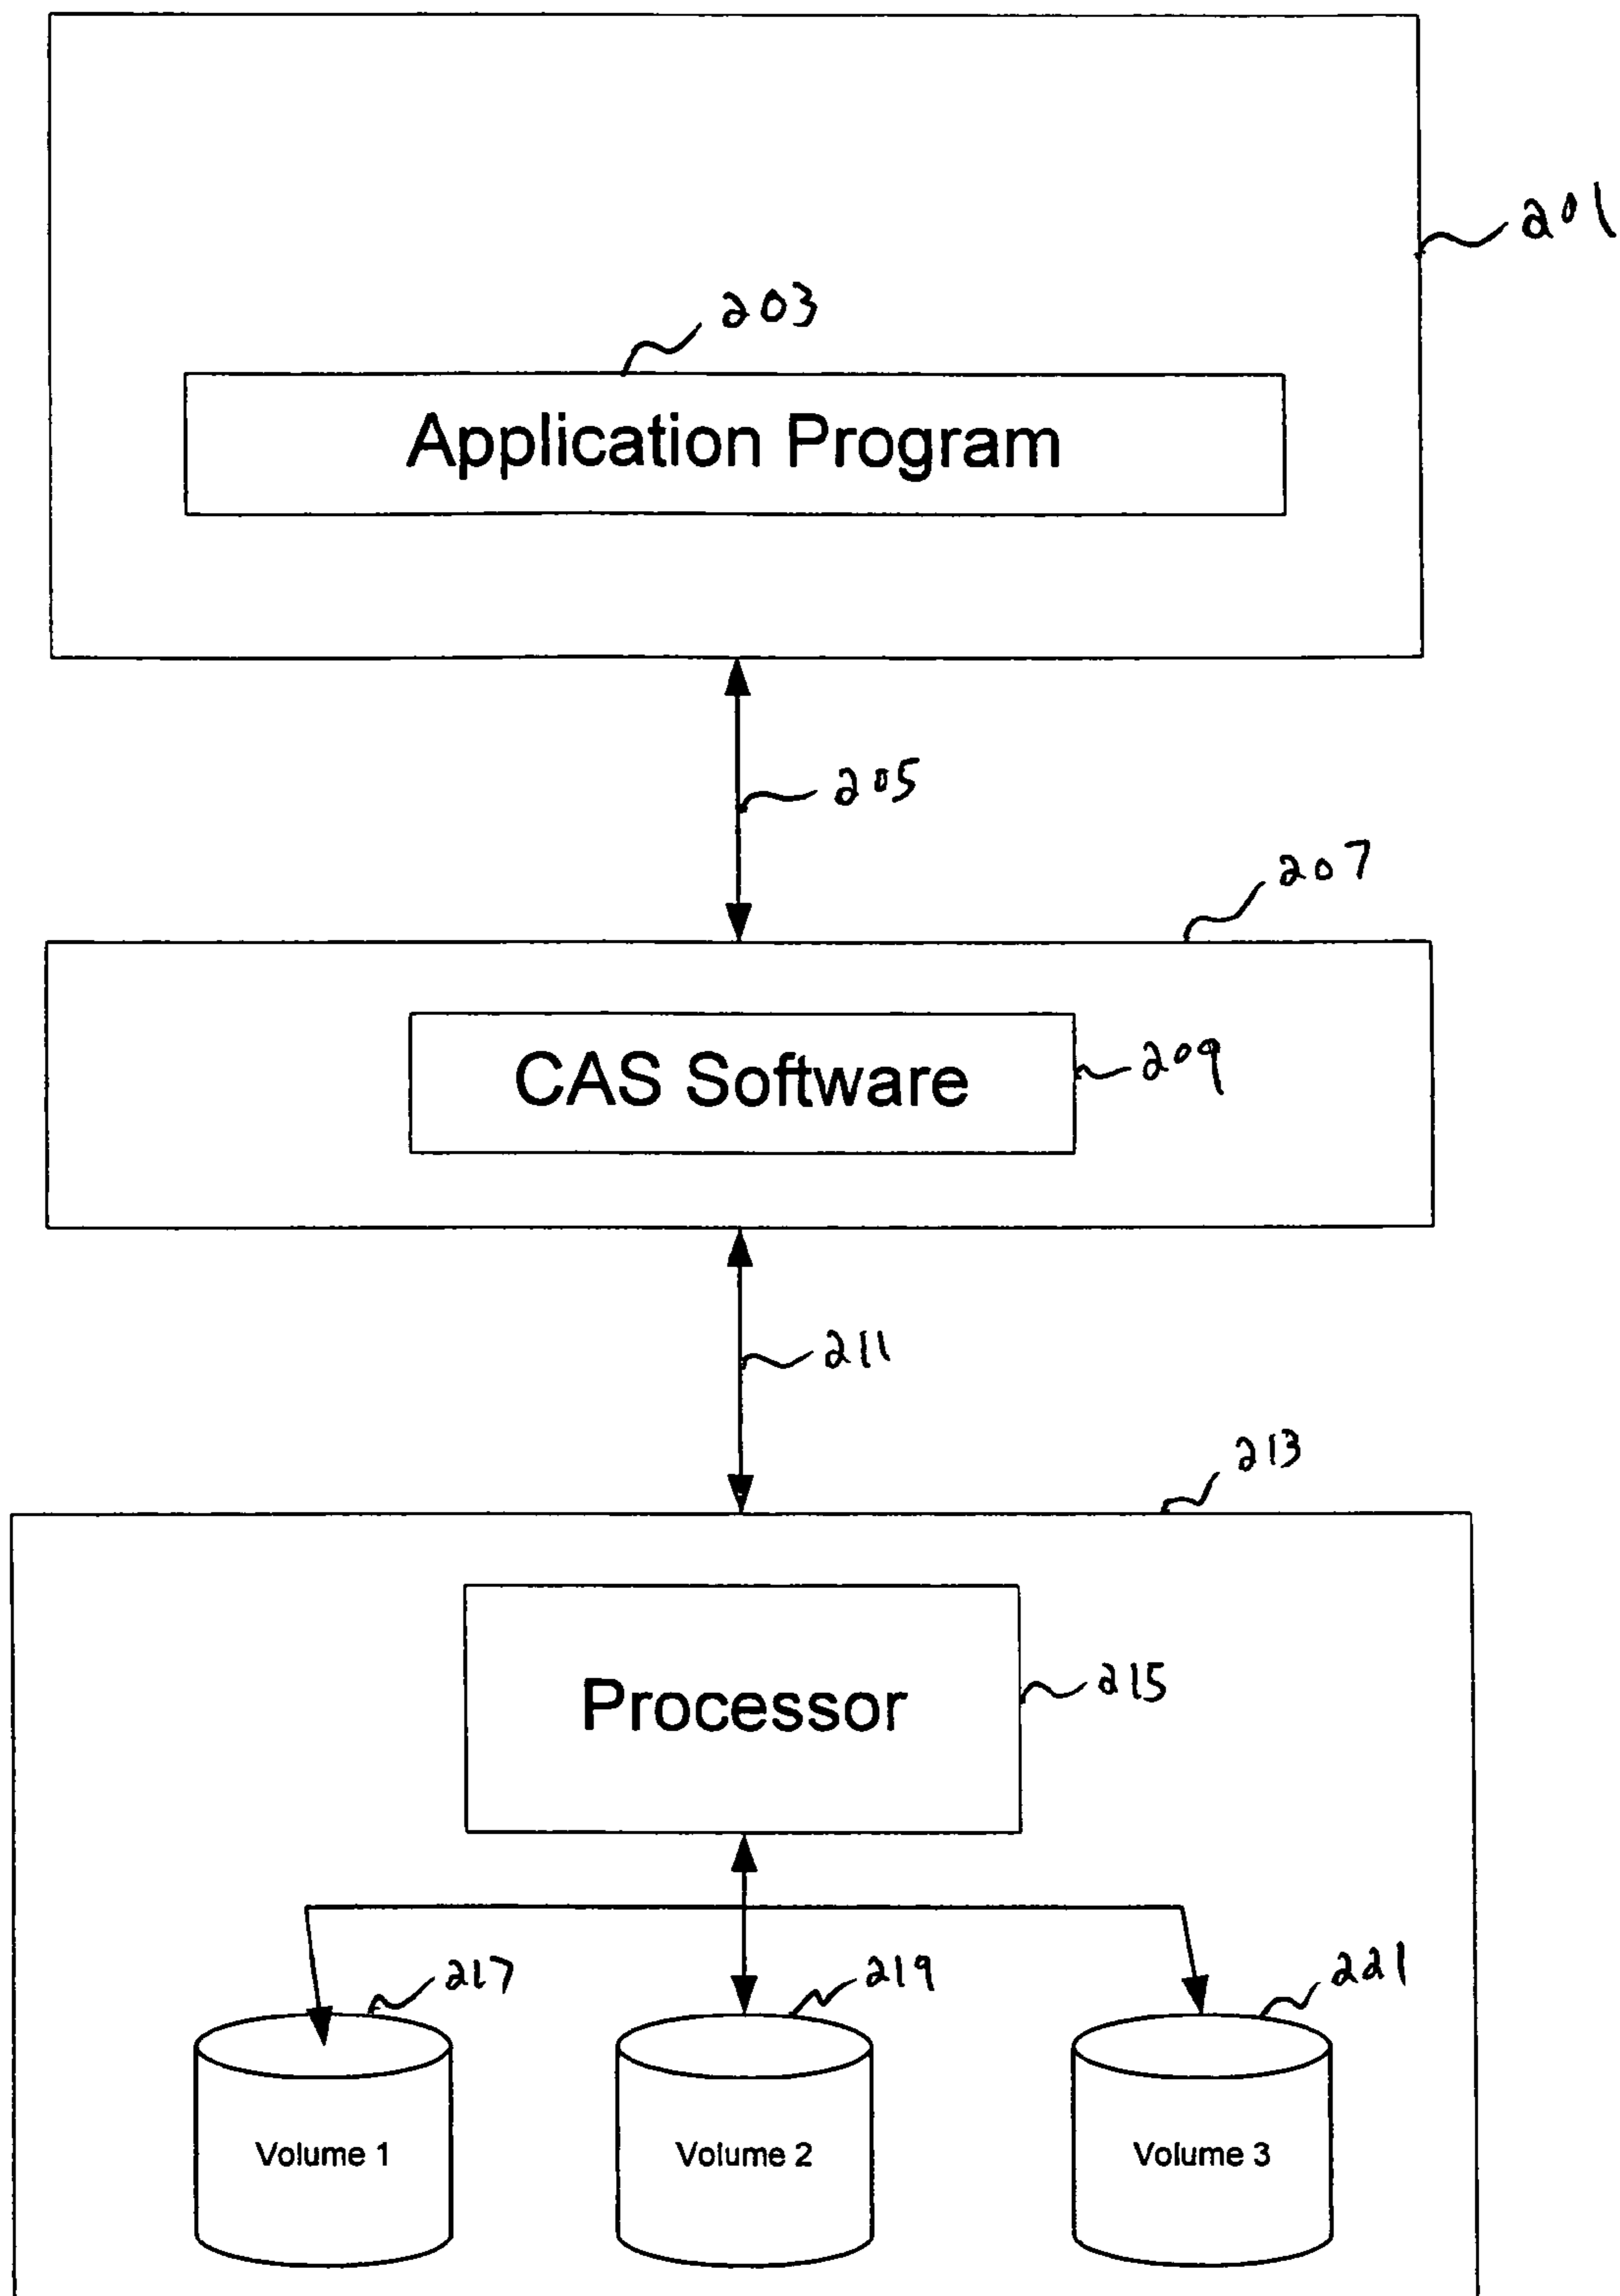 201
203
Application Program
205
207
CAS Software
209
211
213
Processor
215
217
219
221
Volume 1
Volume 2
Volume 3